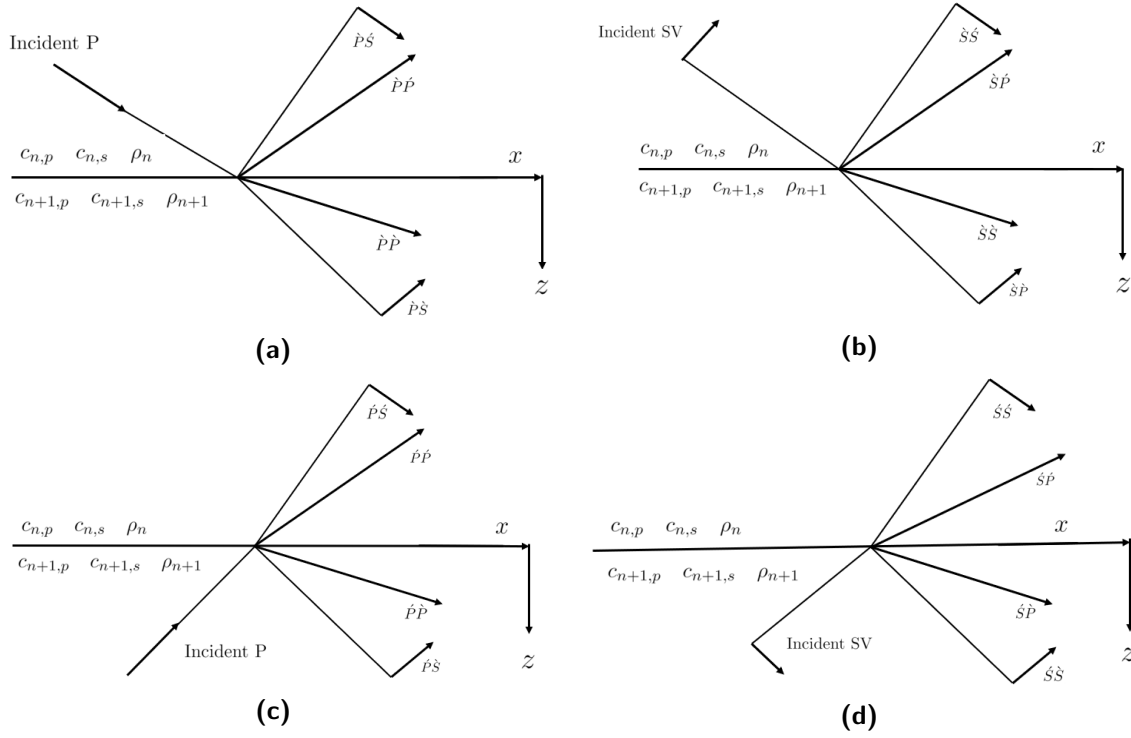 Incident P
P̀Ś
P̀Ṕ
c_{n,p} c_{n,s} ρ_n
x
c_{n+1,p} c_{n+1,s} ρ_{n+1}
P̀P̀
z
P̀S̀
(a)
Incident SV
S̀Ś
S̀Ṕ
c_{n,p} c_{n,s} ρ_n
x
c_{n+1,p} c_{n+1,s} ρ_{n+1}
S̀S̀
z
S̀P̀
(b)
ṔŚ
ṔṔ
c_{n,p} c_{n,s} ρ_n
x
c_{n+1,p} c_{n+1,s} ρ_{n+1}
ṔP̀
Incident P
z
ṔS̀
(c)
ŚŚ
ŚṔ
c_{n,p} c_{n,s} ρ_n
x
c_{n+1,p} c_{n+1,s} ρ_{n+1}
ŚP̀
Incident SV
z
ŚS̀
(d)